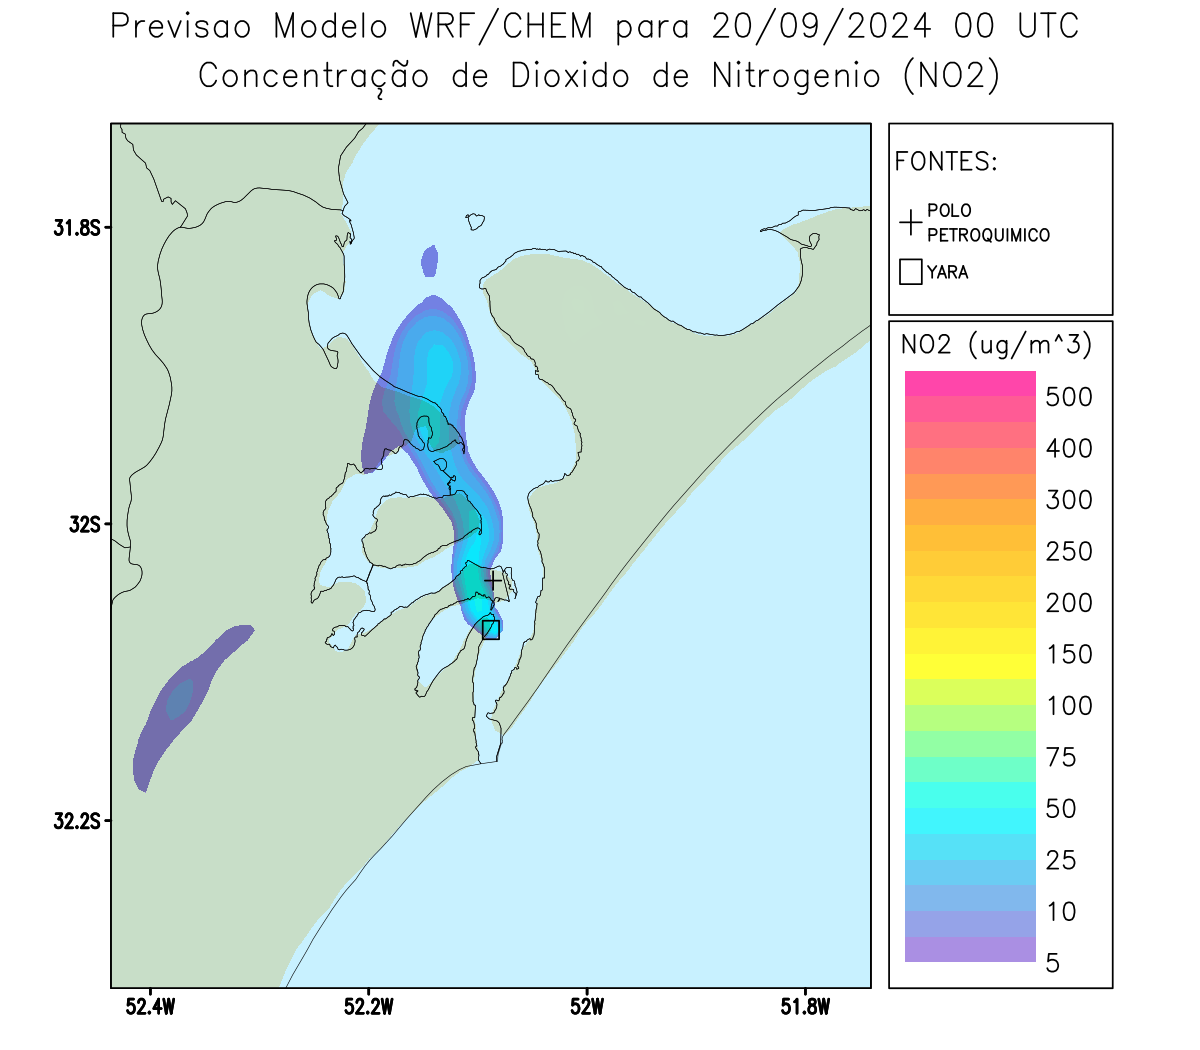 Previsao Modelo WRF/CHEM para 20/09/2024 00 UTC
Concentração de Dioxido de Nitrogenio (NO2)
FONTES:
POLO
PETROQUIMICO
YARA
NO2 (ug/m^3)
500
400
300
250
200
150
100
75
50
25
10
5
31.8S
32S
32.2S
52.4W
52.2W
52W
51.8W